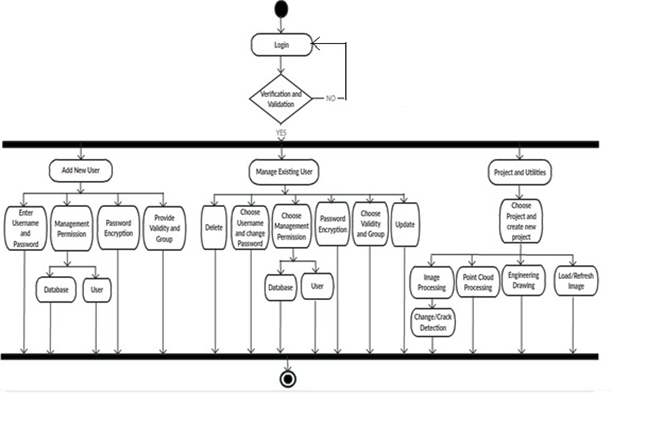 Login
Verification and
Validation
NO
YES
Add New User
Manage Existing User
Project and Utilities
Enter
Username
and
Password
Management
Permission
Password
Encryption
Provide
Validity and
Group
Delete
Choose
Username
and change
Password
Choose
Management
Permission
Password
Encryption
Choose
Validity
and Group
Update
Choose
Project and
create new
project
Database
User
Database
User
Image
Processing
Point Cloud
Processing
Engineering
Drawing
Load/Refresh
Image
Change/Crack
Detection